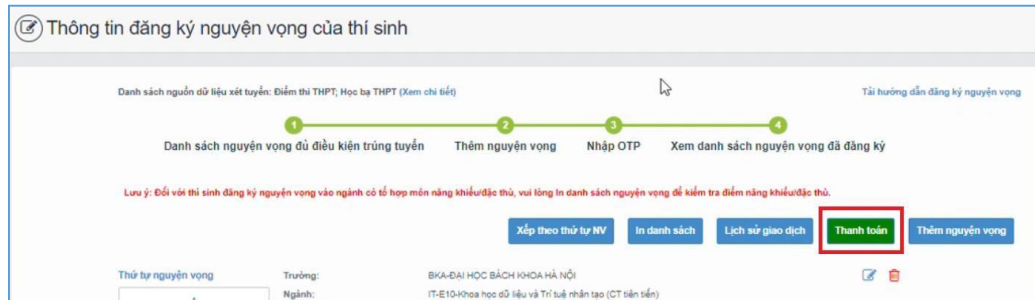 Thông tin đăng ký nguyện vọng của thí sinh
Danh sách nguồn dữ liệu xét tuyển: Điểm thi THPT; Học bạ THPT (Xem chi tiết)
Tải hướng dẫn đăng ký nguyện vọng
1 2 3 4
Danh sách nguyện vọng đủ điều kiện trúng tuyển Thêm nguyện vọng Nhập OTP Xem danh sách nguyện vọng đã đăng ký
Lưu ý: Đối với thí sinh đăng ký nguyện vọng vào ngành có tổ hợp môn năng khiếu/đặc thù, vui lòng In danh sách nguyện vọng để kiểm tra điểm năng khiếu/đặc thù.
Xếp theo thứ tự NV In danh sách Lịch sử giao dịch Thanh toán Thêm nguyện vọng
Thứ tự nguyện vọng Trường: BKA-ĐẠI HỌC BÁCH KHOA HÀ NỘI
Ngành: IT-E10-Khoa học dữ liệu và Trí tuệ nhân tạo (CT tiên tiến)